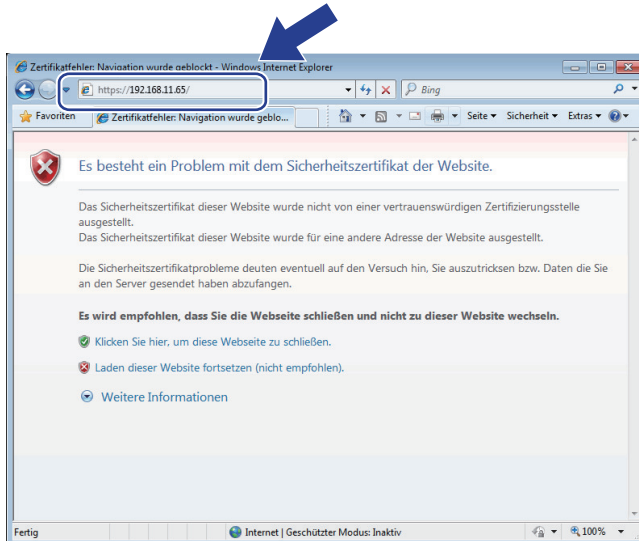 Zertifikatfehler: Navigation wurde geblockt - Windows Internet Explorer
https://192.168.11.65/
Bing
Favoriten
Zertifikatfehler: Navigation wurde geblo...
Seite
Sicherheit
Extras
Es besteht ein Problem mit dem Sicherheitszertifikat der Website.
Das Sicherheitszertifikat dieser Website wurde nicht von einer vertrauenswürdigen Zertifizierungsstelle
ausgestellt.
Das Sicherheitszertifikat dieser Website wurde für eine andere Adresse der Website ausgestellt.
Die Sicherheitszertifikatprobleme deuten eventuell auf den Versuch hin, Sie auszutricksen bzw. Daten die Sie
an den Server gesendet haben abzufangen.
Es wird empfohlen, dass Sie die Webseite schließen und nicht zu dieser Website wechseln.
Klicken Sie hier, um diese Webseite zu schließen.
Laden dieser Website fortsetzen (nicht empfohlen).
Weitere Informationen
Fertig
Internet | Geschützter Modus: Inaktiv
100%